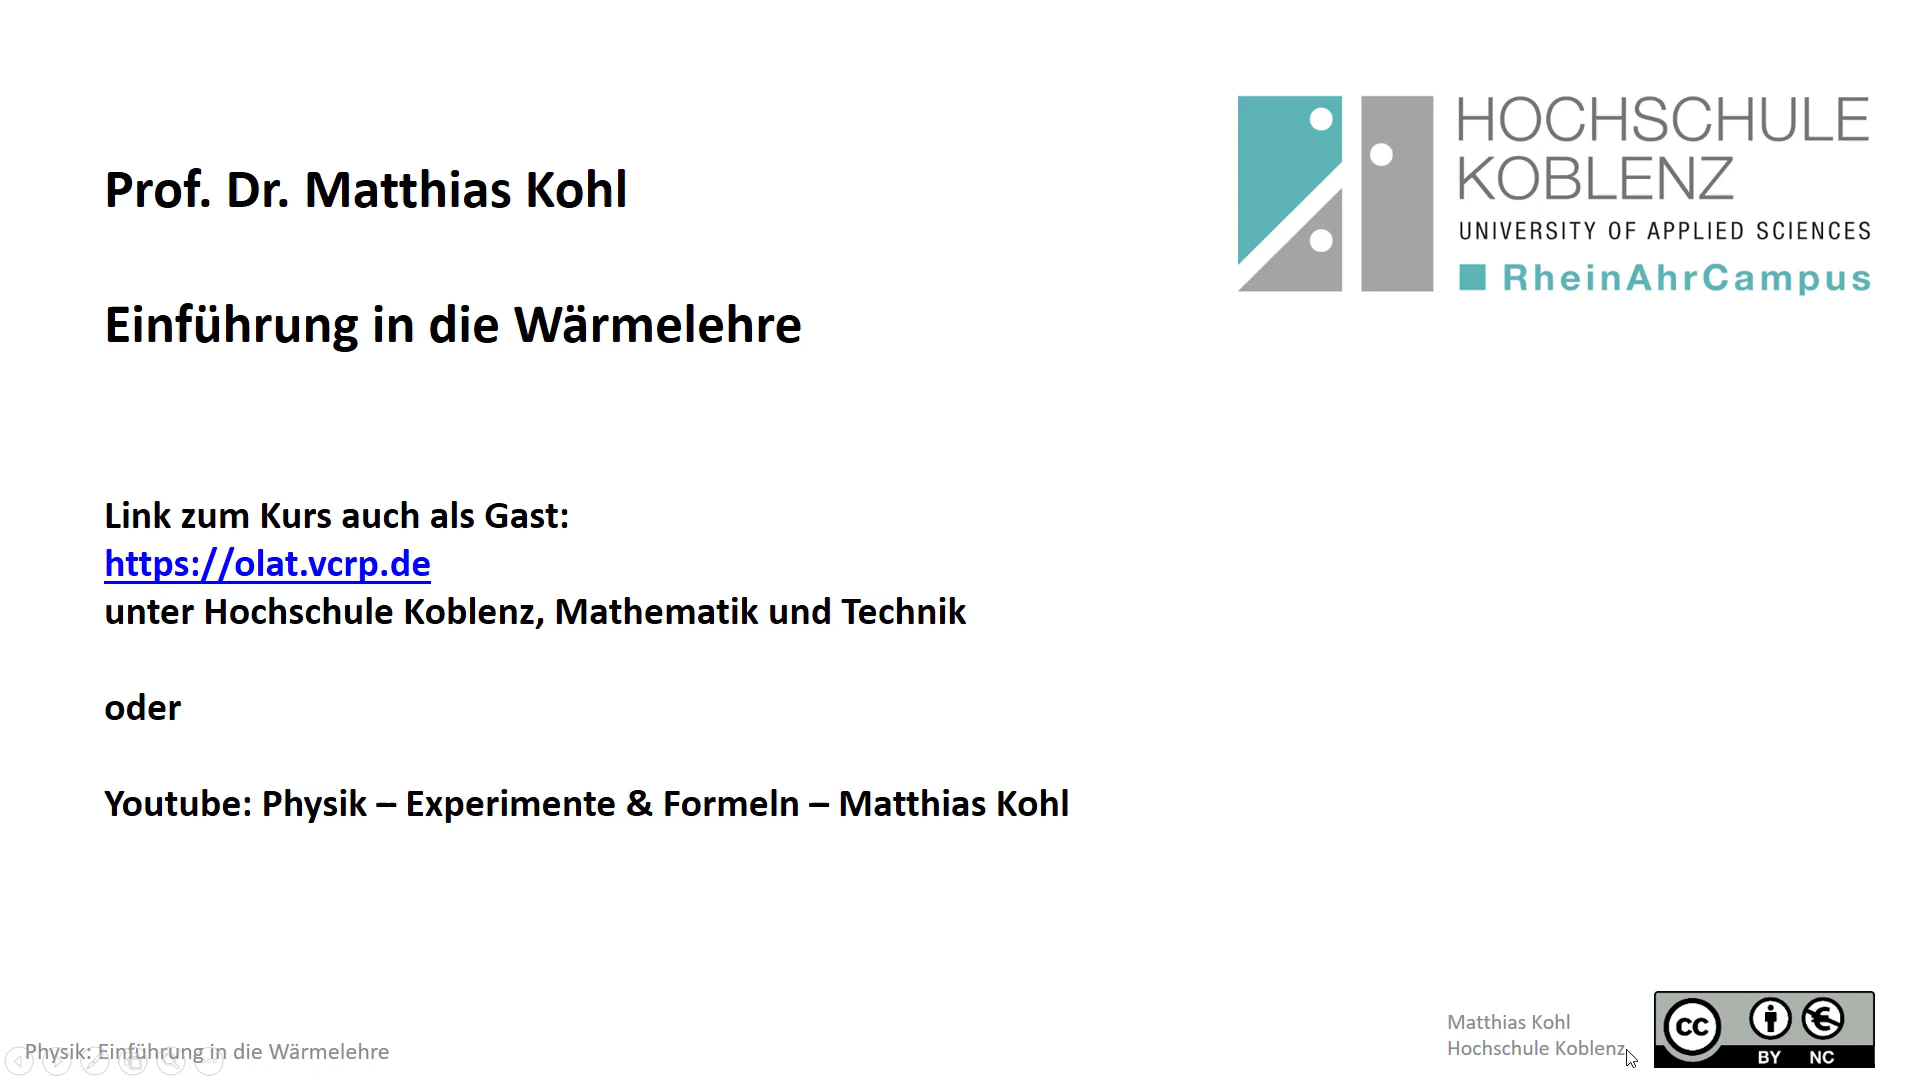 Prof. Dr. Matthias Kohl
Einführung in die Wärmelehre
HOCHSCHULE
KOBLENZ
UNIVERSITY OF APPLIED SCIENCES
RheinAhrCampus
Link zum Kurs auch als Gast:
https://olat.vcrp.de
unter Hochschule Koblenz, Mathematik und Technik
oder
Youtube: Physik – Experimente & Formeln – Matthias Kohl
Physik: Einführung in die Wärmelehre
Matthias Kohl
Hochschule Koblenz
cc
BY NC